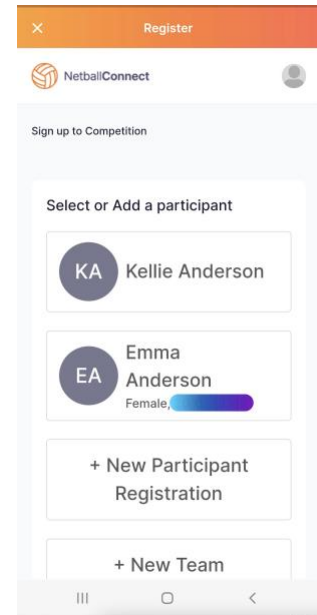 Register
NetballConnect
Sign up to Competition
Select or Add a participant
KA
Kellie Anderson
EA
Emma
Anderson
Female,
+ New Participant
Registration
+ New Team